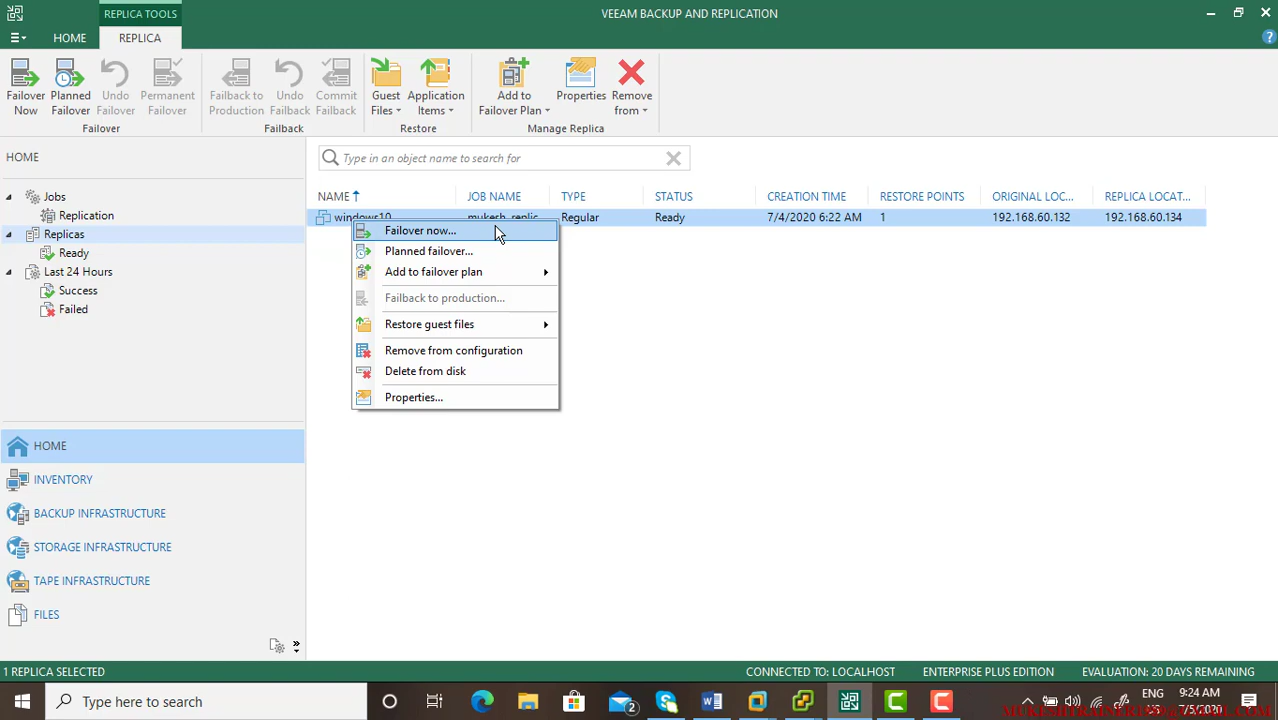 REPLICA TOOLS
VEEAM BACKUP AND REPLICATION
HOME
REPLICA
Failover Now
Planned Failover
Undo Failover
Permanent Failover
Failback to Production
Undo Failback
Commit Failback
Guest Files
Application Items
Add to Failover Plan
Properties
Remove from
Failover
Failback
Restore
Manage Replica
HOME
Type in an object name to search for
Jobs
Replication
Replicas
Ready
Last 24 Hours
Success
Failed
NAME
JOB NAME
TYPE
STATUS
CREATION TIME
RESTORE POINTS
ORIGINAL LOC...
REPLICA LOCAT...
windows10
mukesh_replic...
Regular
Ready
7/4/2020 6:22 AM
1
192.168.60.132
192.168.60.134
Failover now...
Planned failover...
Add to failover plan
Failback to production...
Restore guest files
Remove from configuration
Delete from disk
Properties...
HOME
INVENTORY
BACKUP INFRASTRUCTURE
STORAGE INFRASTRUCTURE
TAPE INFRASTRUCTURE
FILES
1 REPLICA SELECTED
CONNECTED TO: LOCALHOST
ENTERPRISE PLUS EDITION
EVALUATION: 20 DAYS REMAINING
Type here to search
2
ENG
9:24 AM
7/5/2020